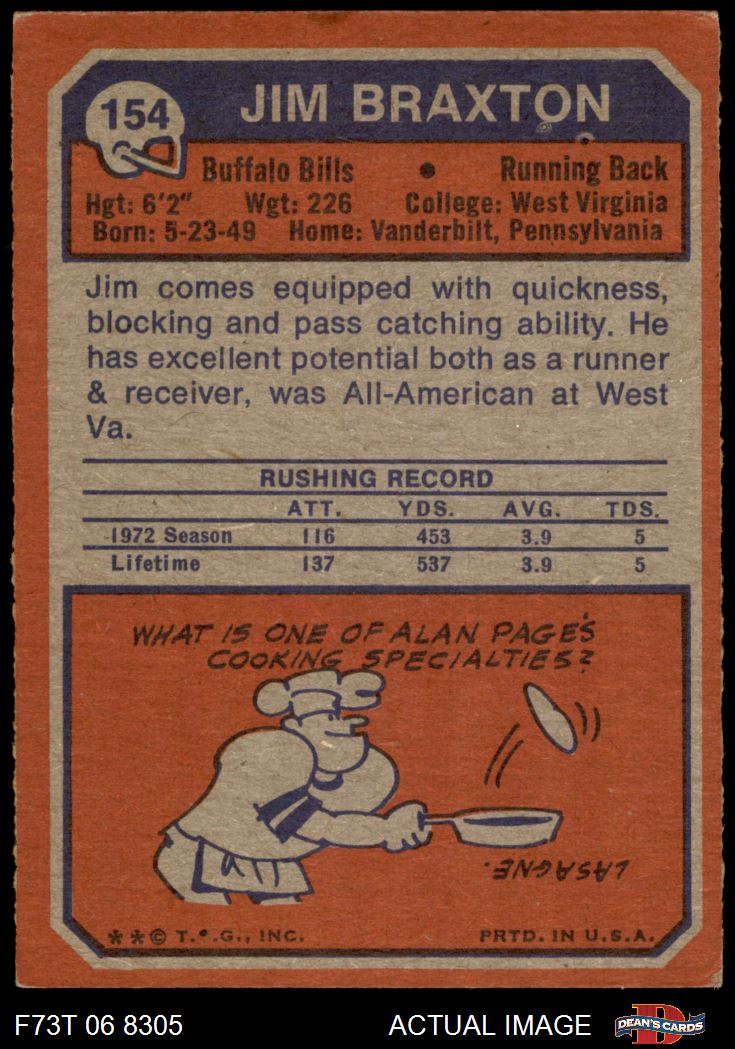 154
JIM BRAXTON
Buffalo Bills • Running Back
Hgt: 6'2" Wgt: 226 College: West Virginia
Born: 5-23-49 Home: Vanderbilt, Pennsylvania
Jim comes equipped with quickness,
blocking and pass catching ability. He
has excellent potential both as a runner
& receiver, was All-American at West
Va.
RUSHING RECORD
ATT. YDS. AVG. TDS.
1972 Season 116 453 3.9 5
Lifetime 137 537 3.9 5
WHAT IS ONE OF ALAN PAGE'S
COOKING SPECIALTIES?
LASAGNE.
** © T.•.G., INC. PRTD. IN U.S.A.
F73T 06 8305 ACTUAL IMAGE
D
DEAN'S CARDS